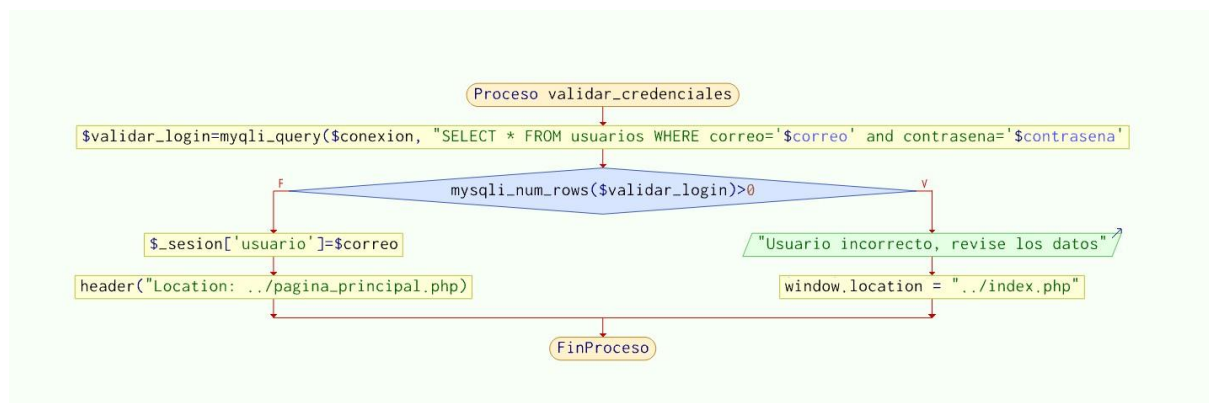 Proceso validar_credenciales
$validar_login=myqli_query($conexion, "SELECT * FROM usuarios WHERE correo='$correo' and contrasena='$contrasena'
F
mysqli_num_rows($validar_login)>0
V
$_sesion['usuario']=$correo
"Usuario incorrecto, revise los datos"
header("Location: ../pagina_principal.php)
window.location = "../index.php"
FinProceso